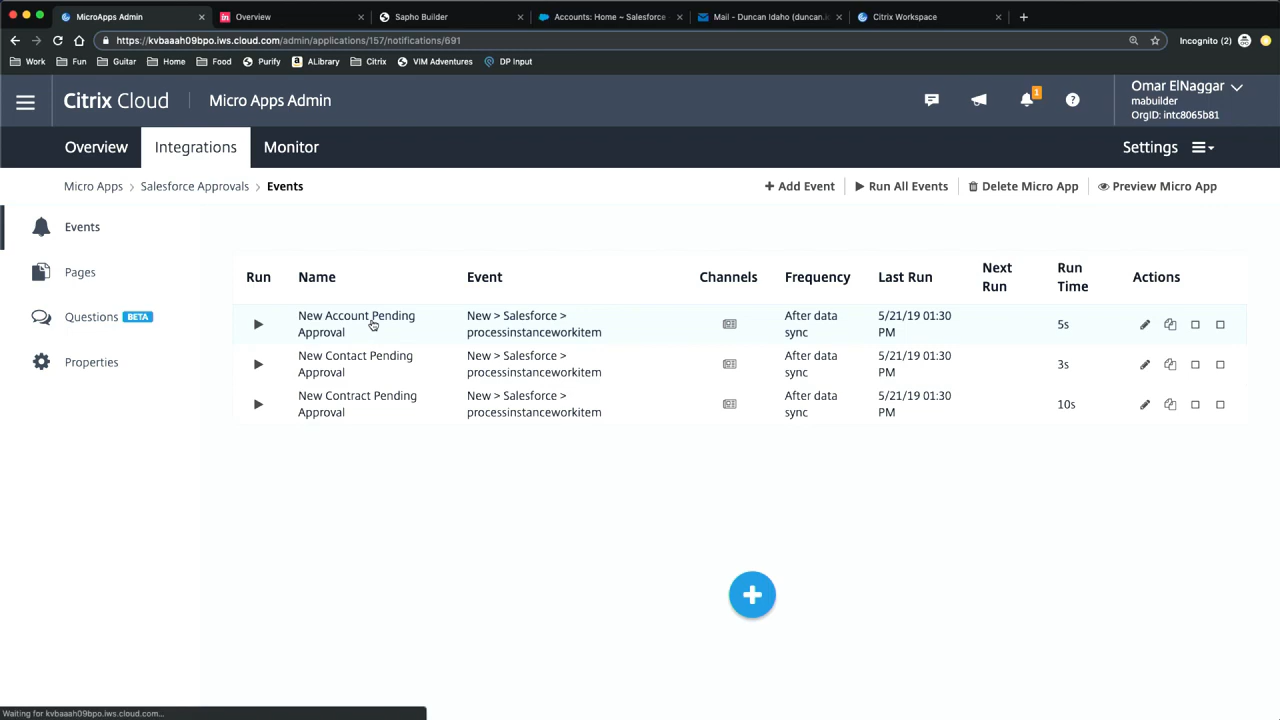 MicroApps Admin
Overview
Sapho Builder
Accounts: Home ~ Salesforce
Mail - Duncan Idaho (duncan.i
Citrix Workspace
https://kvbaaah09bpo.iws.cloud.com/admin/applications/157/notifications/691
Incognito (2)
Work Fun Guitar Home Food Purify ALibrary Citrix VIM Adventures DP Input
Citrix Cloud Micro Apps Admin
1
Omar ElNaggar
mabuilder
OrgID: intc8065b81
Overview Integrations Monitor Settings
Micro Apps > Salesforce Approvals > Events
+ Add Event Run All Events Delete Micro App Preview Micro App
Events
Pages
Questions BETA
Properties
Run Name Event Channels Frequency Last Run Next Run Run Time Actions
New Account Pending Approval New > Salesforce > processinstanceworkitem After data sync 5/21/19 01:30 PM 5s
New Contact Pending Approval New > Salesforce > processinstanceworkitem After data sync 5/21/19 01:30 PM 3s
New Contract Pending Approval New > Salesforce > processinstanceworkitem After data sync 5/21/19 01:30 PM 10s
Waiting for kvbaaah09bpo.iws.cloud.com...